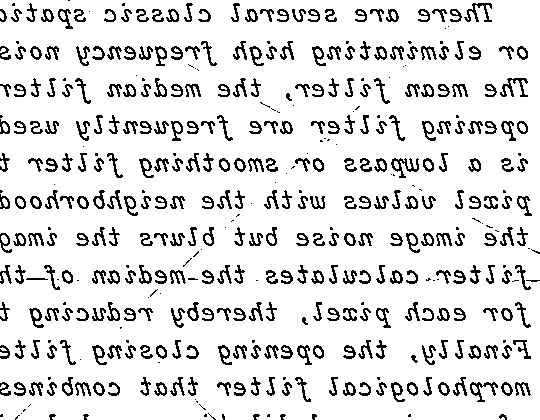 There are several classic spatia
or eliminating high frequency nois
The mean filter, the median filter
opening filter are frequently used
is a lowpass or smoothing filter t
pixel values with the neighborhood
the image noise but blurs the imag
filter calculates the median of th
for each pixel, thereby reducing t
Finally, the opening closing filte
morphological filter that combines